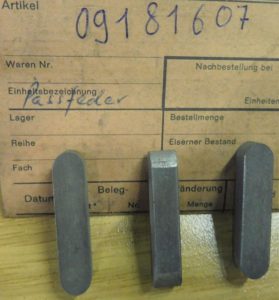 Artikel
09181607
Waren Nr.
Nachbestellung bei
Einheitsbezeichnung
Passfeder
Einheiten
Lager
Bestellmenge
Reihe
Eiserner Bestand
Fach
Datum
Beleg-
No.
änderung
Menge